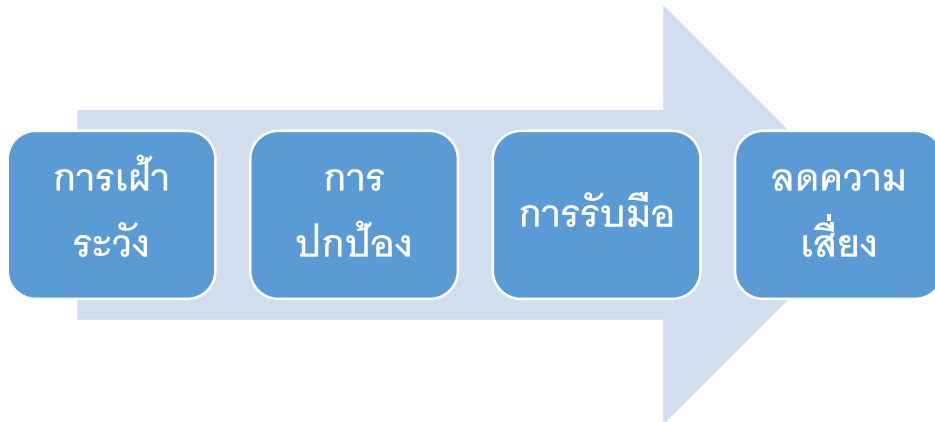 การเฝ้า
ระวัง
การ
ปกป้อง
การรับมือ
ลดความ
เสี่ยง